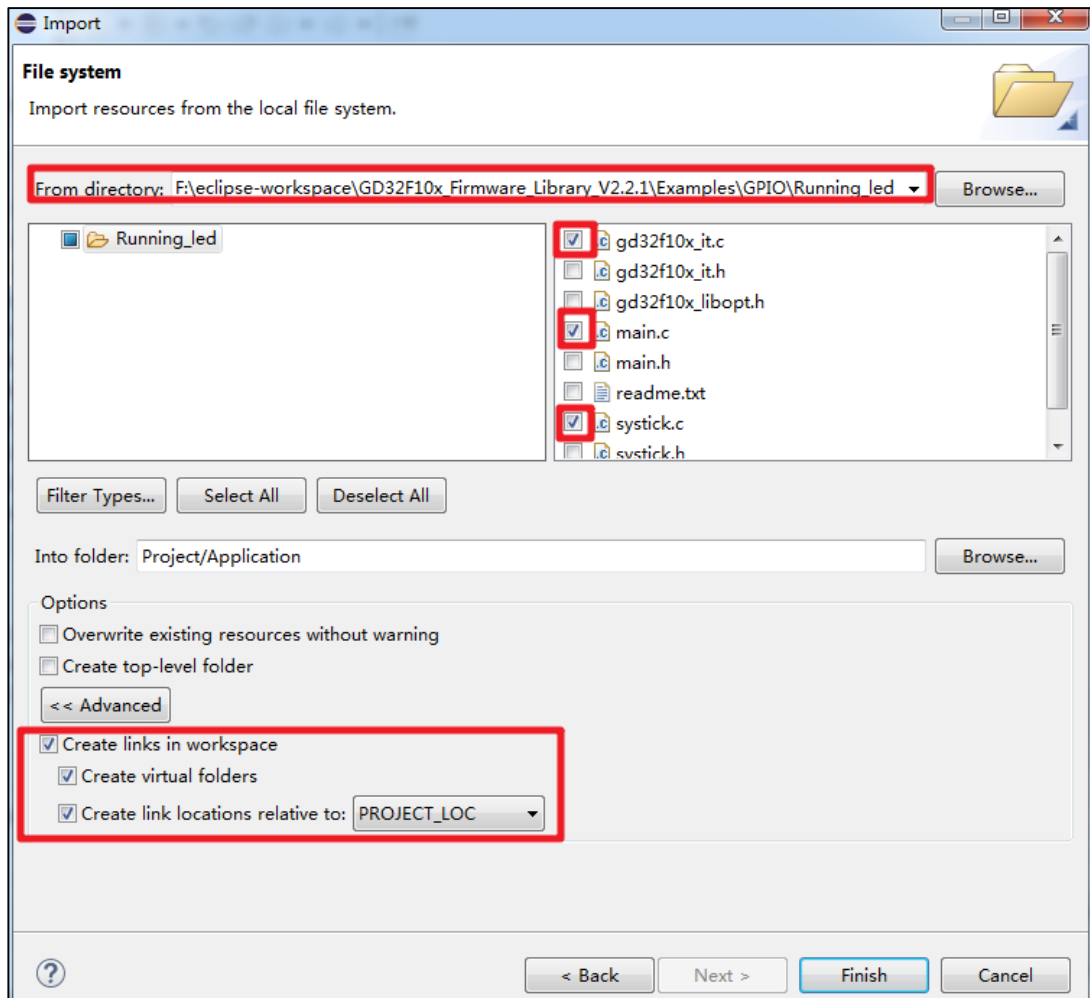 Import
File system
Import resources from the local file system.
From directory: F:\eclipse-workspace\GD32F10x_Firmware_Library_V2.2.1\Examples\GPIO\Running_led
Browse...
Running_led
gd32f10x_it.c
gd32f10x_it.h
gd32f10x_libopt.h
main.c
main.h
readme.txt
systick.c
systick.h
Filter Types...
Select All
Deselect All
Into folder: Project/Application
Browse...
Options
Overwrite existing resources without warning
Create top-level folder
<< Advanced
Create links in workspace
Create virtual folders
Create link locations relative to: PROJECT_LOC
< Back
Next >
Finish
Cancel